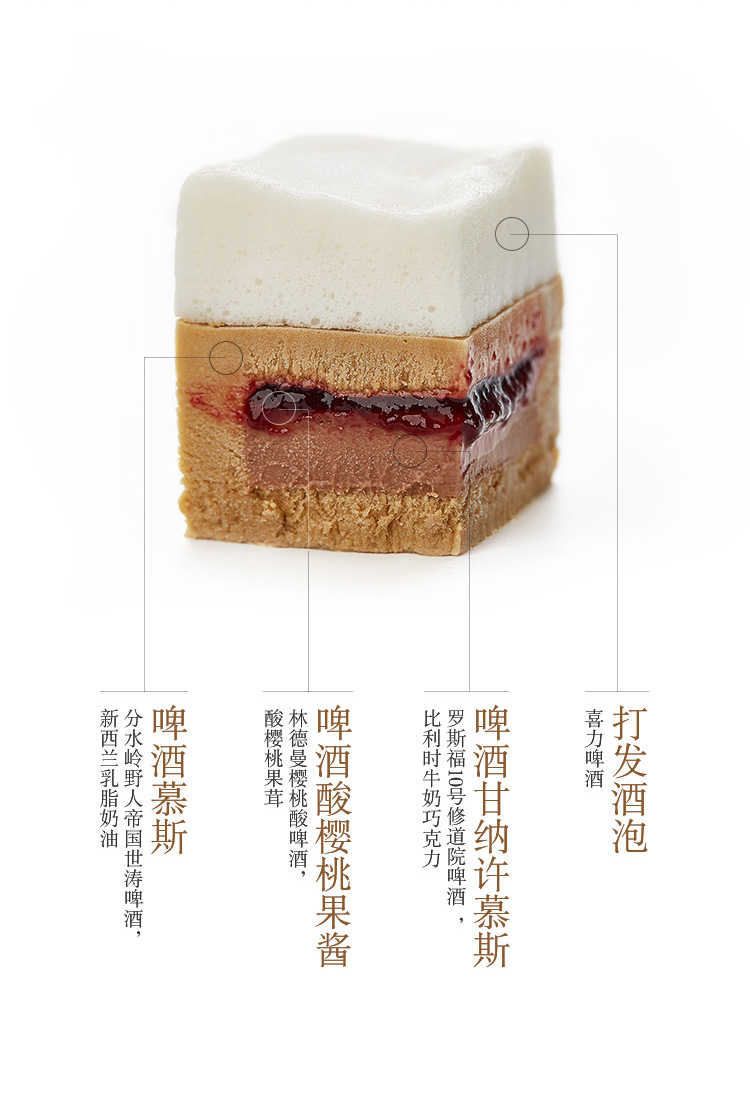 打发酒泡
喜力啤酒
啤酒甘纳许慕斯
罗斯福10号修道院啤酒，
比利时牛奶巧克力
啤酒酸樱桃果酱
林德曼樱桃酸啤酒，
酸樱桃果茸
啤酒慕斯
分水岭野人帝国世涛啤酒，
新西兰乳脂奶油